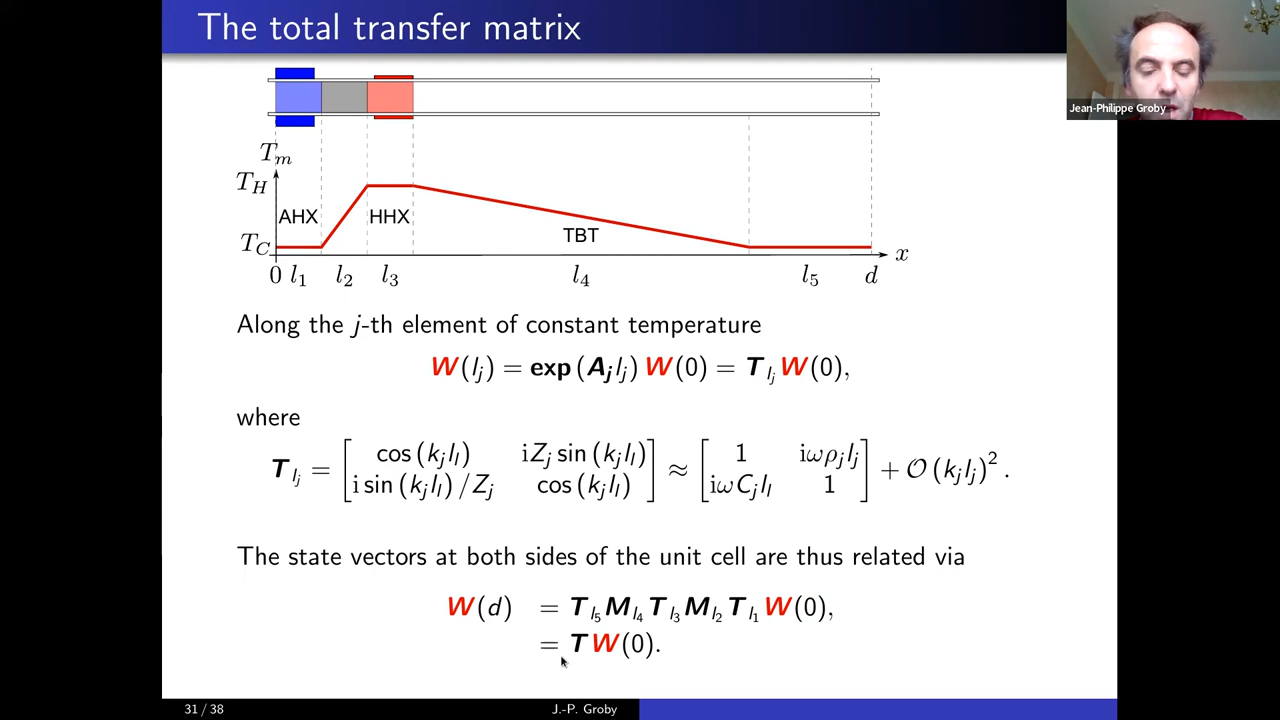 The total transfer matrix
Jean-Philippe Groby
T_m
T_H
AHX HHX
TBT
T_C
x
0 l_1 l_2 l_3 l_4 l_5 d
Along the j-th element of constant temperature
W(l_j) = exp (A_j l_j) W(0) = T_{l_j} W(0),
where
T_{l_j} = [cos (k_j l_l) iZ_j sin (k_j l_l) ; i sin (k_j l_l) /Z_j cos (k_j l_l)] ≈ [1 iωρ_j l_j ; iωC_j l_l 1] + O (k_j l_j)^2 .
The state vectors at both sides of the unit cell are thus related via
W(d) = T_{l_5} M_{l_4} T_{l_3} M_{l_2} T_{l_1} W(0),
= TW(0).
31 / 38 J.-P. Groby